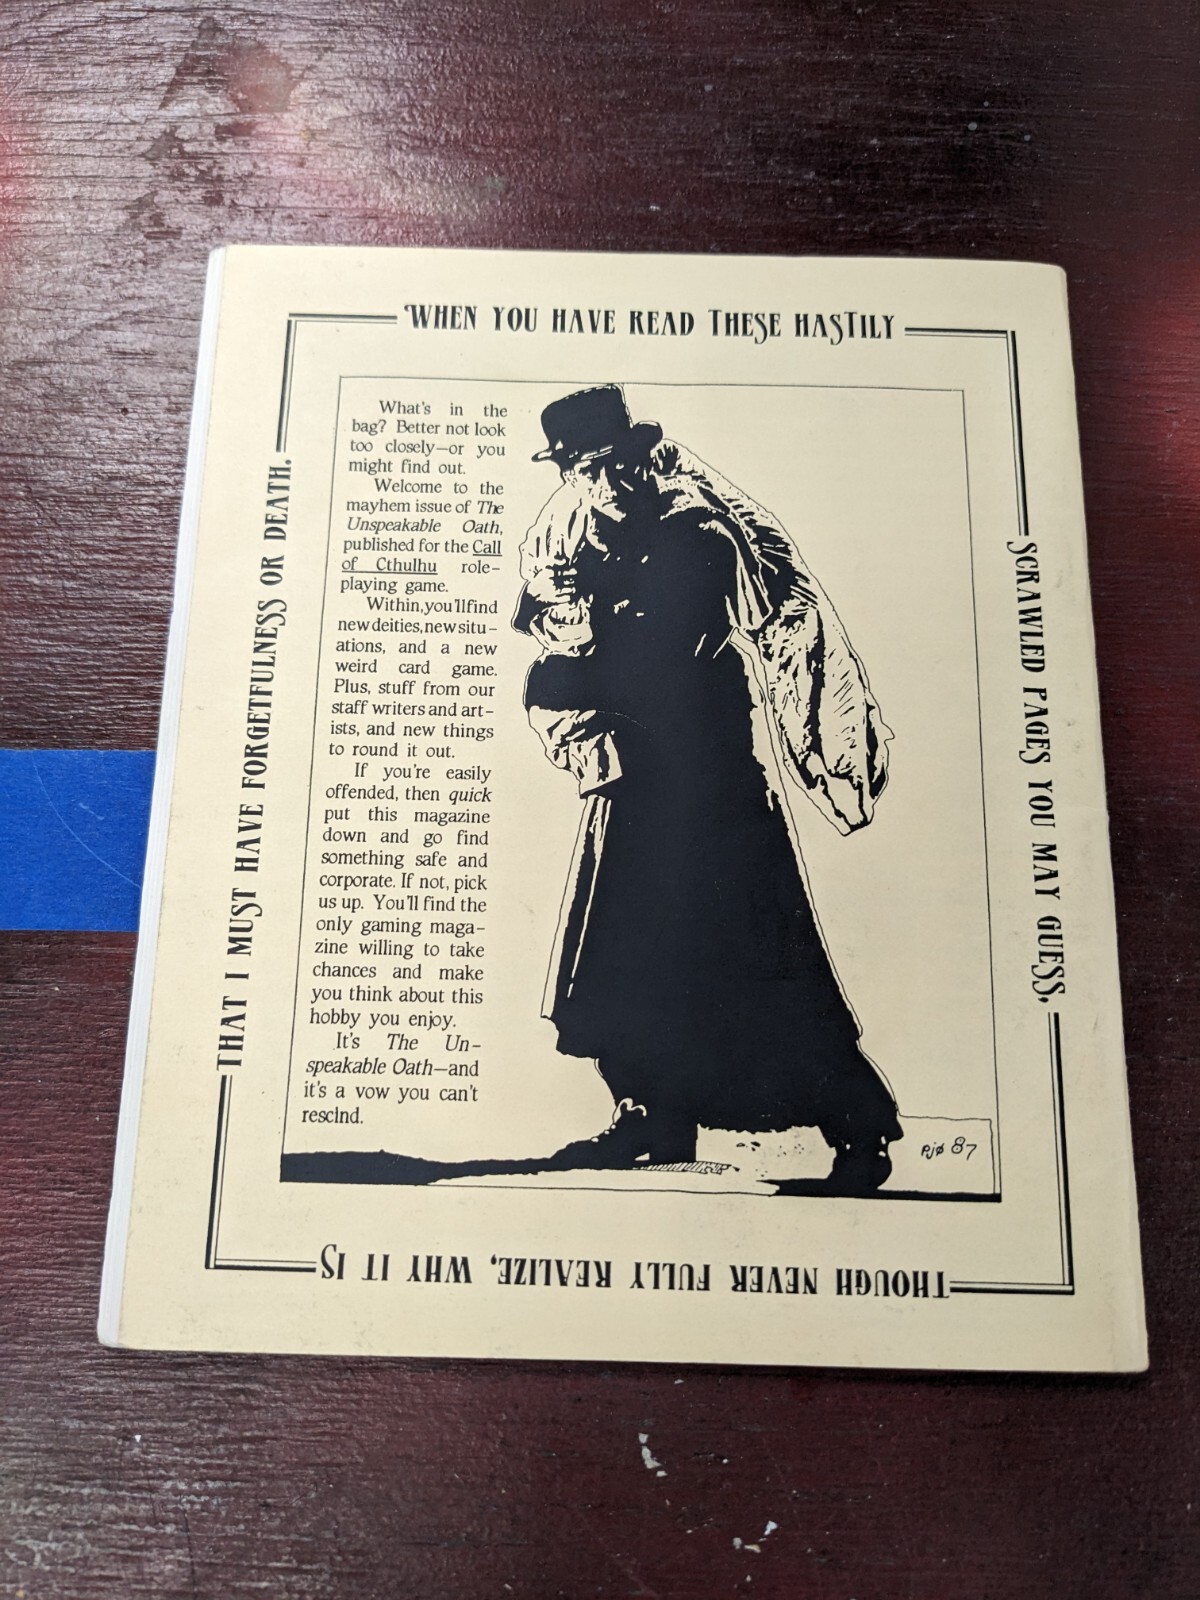 WHEN YOU HAVE READ THESE HASTILY
SCRAWLED PAGES YOU MAY GUESS,
THOUGH NEVER FULLY REALIZE, WHY IT IS
THAT I MUST HAVE FORGETFULNESS OR DEATH.
What's in the
bag? Better not look
too closely—or you
might find out.
Welcome to the
mayhem issue of The
Unspeakable Oath,
published for the Call
of Cthulhu role-
playing game.
Within, you'll find
new deities, new situ-
ations, and a new
weird card game.
Plus, stuff from our
staff writers and art-
ists, and new things
to round it out.
If you're easily
offended, then quick
put this magazine
down and go find
something safe and
corporate. If not, pick
us up. You'll find the
only gaming maga-
zine willing to take
chances and make
you think about this
hobby you enjoy.
It's The Un-
speakable Oath—and
it's a vow you can't
rescind.
Pjø 87